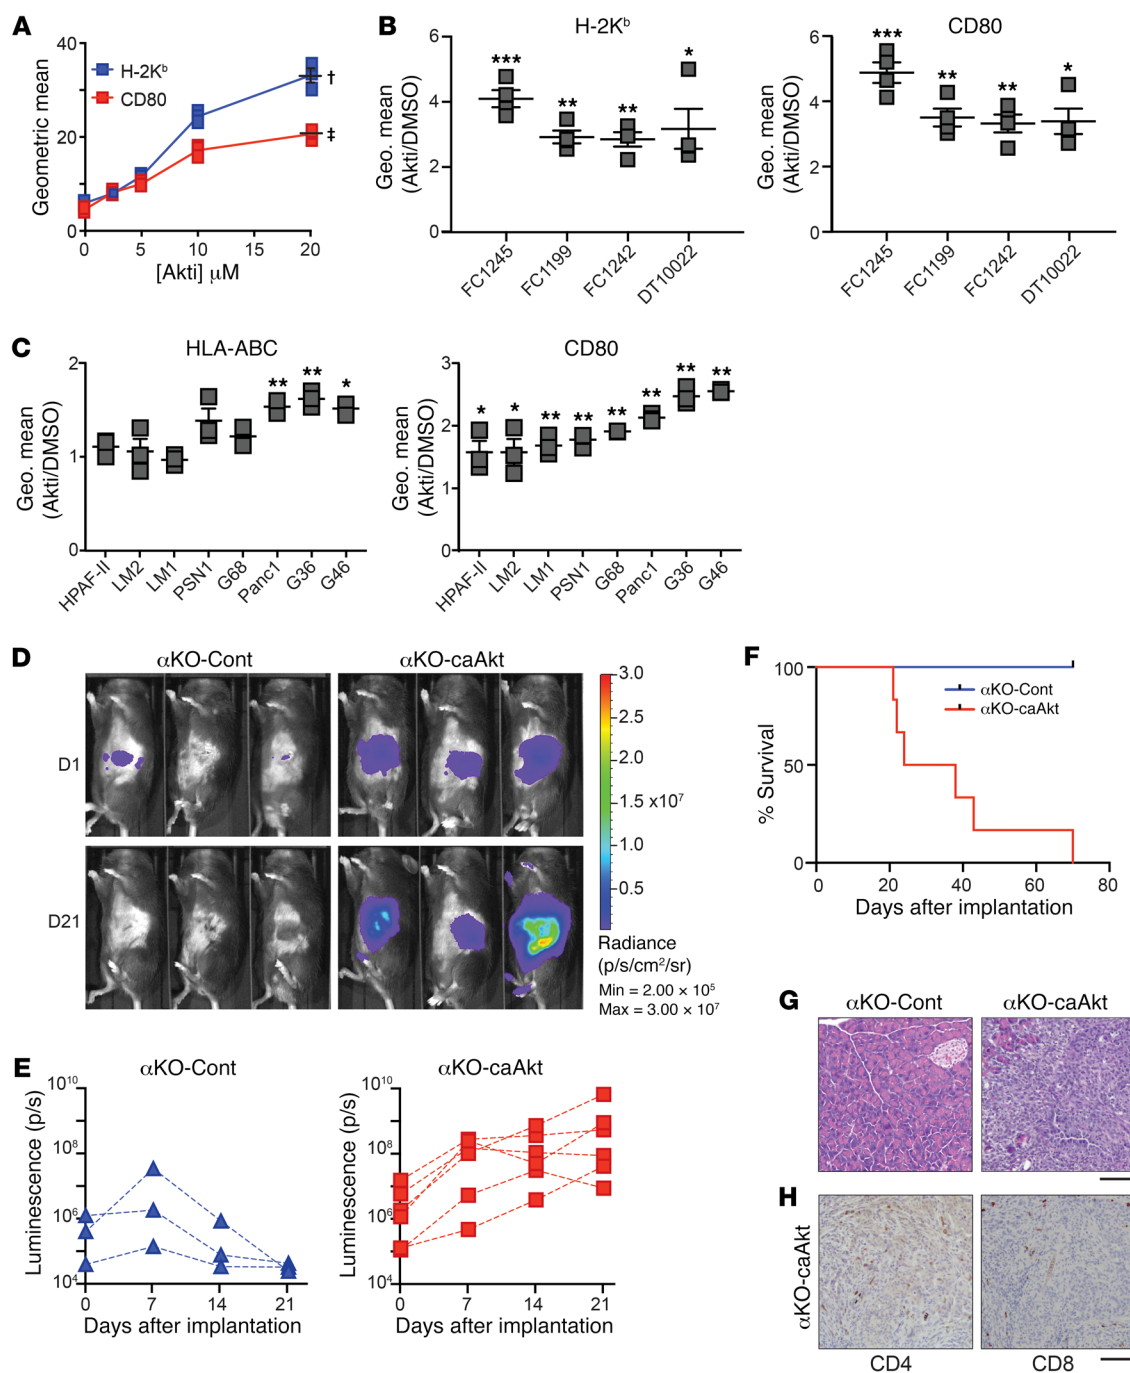 A
Geometric mean
40
20
0
H-2Kᵇ
CD80
†
‡
0 5 10 15 20
[Akti] μM
B
H-2Kᵇ
Geo. mean
(Akti/DMSO)
6
4
2
0
*** ** ** *
FC1245 FC1199 FC1242 DT10022
CD80
Geo. mean
(Akti/DMSO)
6
4
2
0
*** ** ** *
FC1245 FC1199 FC1242 DT10022
C
HLA-ABC
Geo. mean
(Akti/DMSO)
2
1
0
** ** *
HPAF-II LM2 LM1 PSN1 G68 Panc1 G36 G46
CD80
Geo. mean
(Akti/DMSO)
3
2
1
0
* * ** ** ** ** ** **
HPAF-II LM2 LM1 PSN1 G68 Panc1 G36 G46
D
αKO-Cont αKO-caAkt
D1
D21
3.0
2.5
2.0
1.5 x10⁷
1.0
0.5
Radiance
(p/s/cm²/sr)
Min = 2.00 × 10⁵
Max = 3.00 × 10⁷
E
αKO-Cont
Luminescence (p/s)
10¹⁰
10⁸
10⁶
10⁴
0 7 14 21
Days after implantation
αKO-caAkt
Luminescence (p/s)
10¹⁰
10⁸
10⁶
10⁴
0 7 14 21
Days after implantation
F
% Survival
100
50
0
αKO-Cont
αKO-caAkt
0 20 40 60 80
Days after implantation
G
αKO-Cont αKO-caAkt
H
αKO-caAkt
CD4 CD8